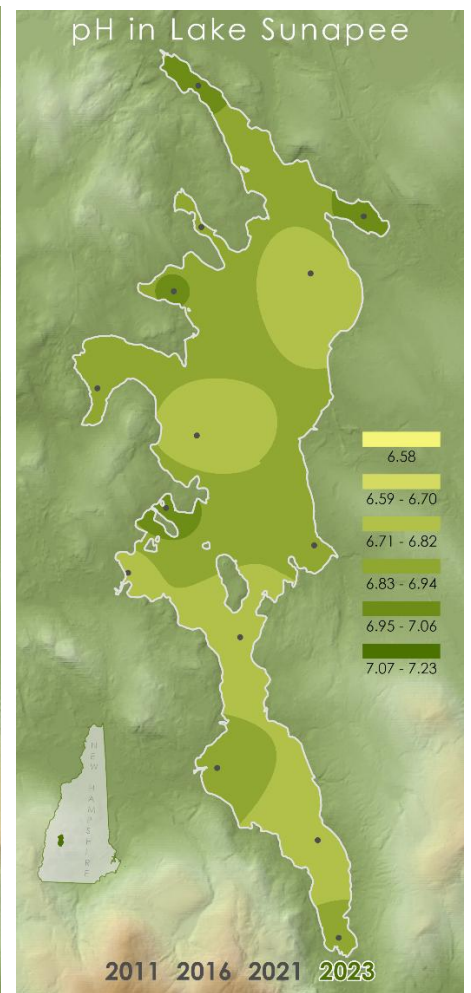 pH in Lake Sunapee
6.58
6.59 - 6.70
6.71 - 6.82
6.83 - 6.94
6.95 - 7.06
7.07 - 7.23
NEW HAMPSHIRE
2011 2016 2021 2023